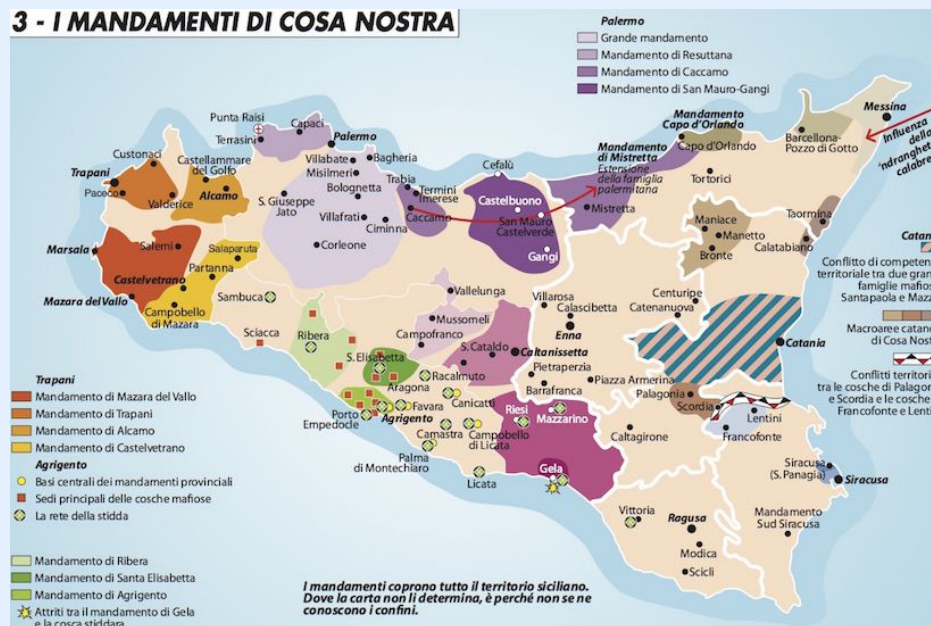 3 - I MANDAMENTI DI COSA NOSTRA
Palermo
Grande mandamento
Mandamento di Resuttana
Mandamento di Caccamo
Mandamento di San Mauro-Gangi
Messina
Influenza
della
'ndrangheta
calabre
Mandamento
Capo d'Orlando
Capo d'Orlando
Barcellona-
Pozzo di Gotto
Mandamento
di Mistretta
Estensione
della famiglia
palermitana
Tortorici
Mistretta
Punta Raisi
Terrasini
Capaci
Palermo
Custonaci
Castellammare
del Golfo
Trapani
Paceco
Valderice
Alcamo
Villabate
Misilmeri
Bolognetta
Bagheria
Trabia
Termini
Imerese
Caccamo
Cefalù
S. Giuseppe
Jato
Villafrati
Ciminna
Corleone
Castelbuono
San Mauro
Castelverde
Gangi
Maniace
Manetto
Bronte
Taormina
Calatabiano
Marsala
Salemi
Salaparuta
Partanna
Castelvetrano
Mazara del Vallo
Campobello
di Mazara
Sambuca
Sciacca
Ribera
Vallelunga
Mussomeli
Campofranco
S. Cataldo
Caltanissetta
Villarosa
Calascibetta
Enna
Centuripe
Catenanuova
Catania
S. Elisabetta
Aragona
Racalmuto
Canicattì
Favara
Porto
Empedocle
Agrigento
Camastra
Campobello
di Licata
Palma
di Montechiaro
Licata
Pietraperzia
Barrafranca
Piazza Armerina
Riesi
Mazzarino
Gela
Palagonia
Scordia
Caltagirone
Lentini
Francofonte
Siracusa
(S. Panagia)
Siracusa
Vittoria
Ragusa
Modica
Scicli
Mandamento
Sud Siracusa
Catan
Conflitto di competen
territoriale tra due gran
famiglie mafios
Santapaola e Mazz
Macroaree catane
di Cosa Nost
Conflitti territori
tra le cosche di Palagon
e Scordia e le cosche
Francofonte e Lenti
Trapani
Mandamento di Mazara del Vallo
Mandamento di Trapani
Mandamento di Alcamo
Mandamento di Castelvetrano
Agrigento
Basi centrali dei mandamenti provinciali
Sedi principali delle cosche mafiose
La rete della stidda
Mandamento di Ribera
Mandamento di Santa Elisabetta
Mandamento di Agrigento
Attriti tra il mandamento di Gela
e la cosca stiddara
I mandamenti coprono tutto il territorio siciliano.
Dove la carta non li determina, è perché non se ne
conoscono i confini.